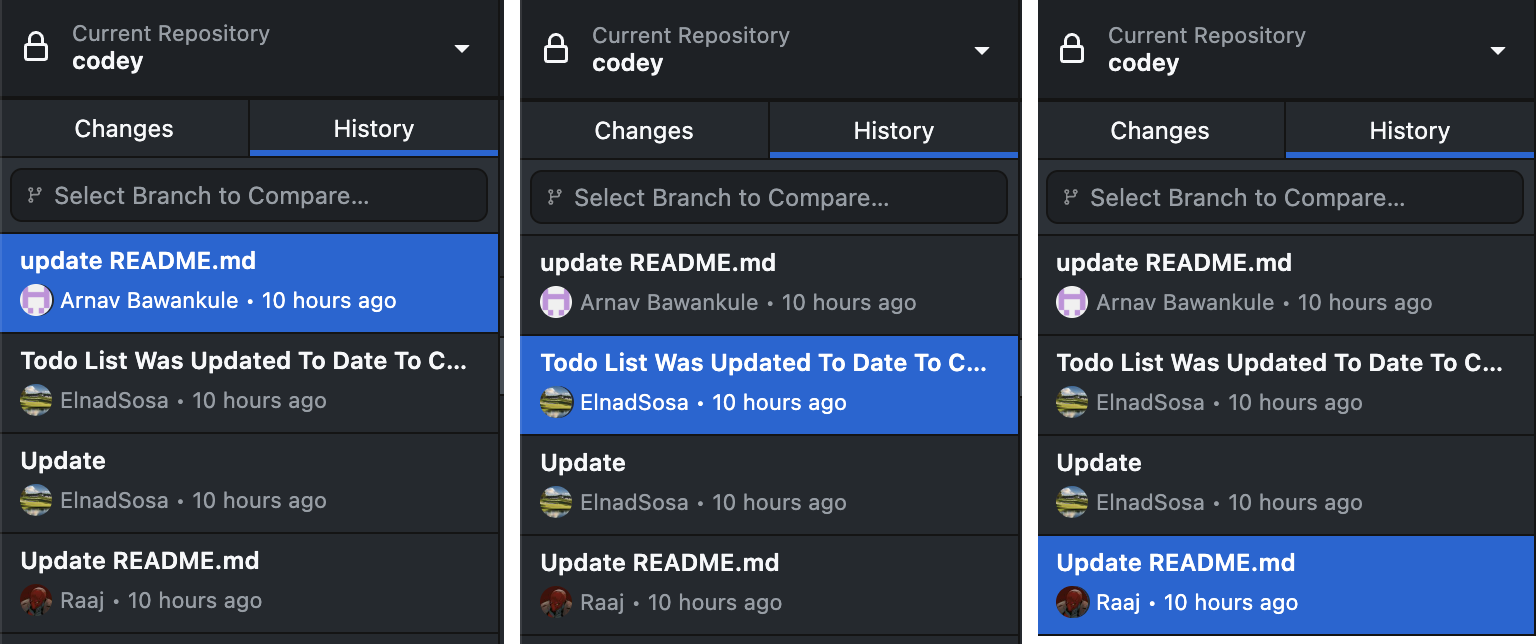 Current Repository
codey
Changes History
Select Branch to Compare...
update README.md
Arnav Bawankule • 10 hours ago
Todo List Was Updated To Date To C...
ElnadSosa • 10 hours ago
Update
ElnadSosa • 10 hours ago
Update README.md
Raaj • 10 hours ago
Current Repository
codey
Changes History
Select Branch to Compare...
update README.md
Arnav Bawankule • 10 hours ago
Todo List Was Updated To Date To C...
ElnadSosa • 10 hours ago
Update
ElnadSosa • 10 hours ago
Update README.md
Raaj • 10 hours ago
Current Repository
codey
Changes History
Select Branch to Compare...
update README.md
Arnav Bawankule • 10 hours ago
Todo List Was Updated To Date To C...
ElnadSosa • 10 hours ago
Update
ElnadSosa • 10 hours ago
Update README.md
Raaj • 10 hours ago